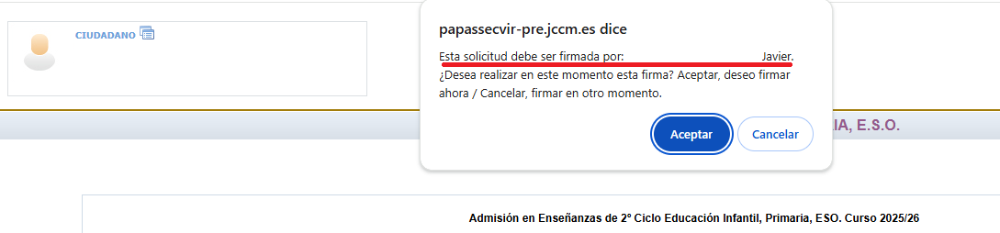 CIUDADANO
papassecvir-pre.jccm.es dice
Esta solicitud debe ser firmada por: Javier.
¿Desea realizar en este momento esta firma? Aceptar, deseo firmar
ahora / Cancelar, firmar en otro momento.
Aceptar Cancelar
IA, E.S.O.
Admisión en Enseñanzas de 2º Ciclo Educación Infantil, Primaria, ESO. Curso 2025/26